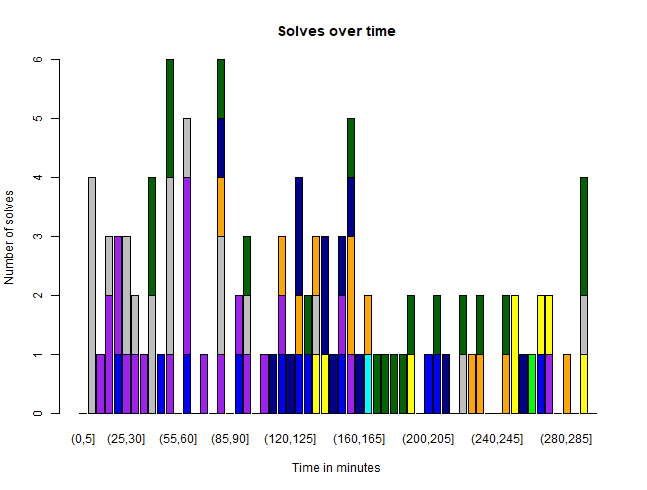 Solves over time
Number of solves
6
5
4
3
2
1
0
(0,5] (25,30] (55,60] (85,90] (120,125] (160,165] (200,205] (240,245] (280,285]
Time in minutes